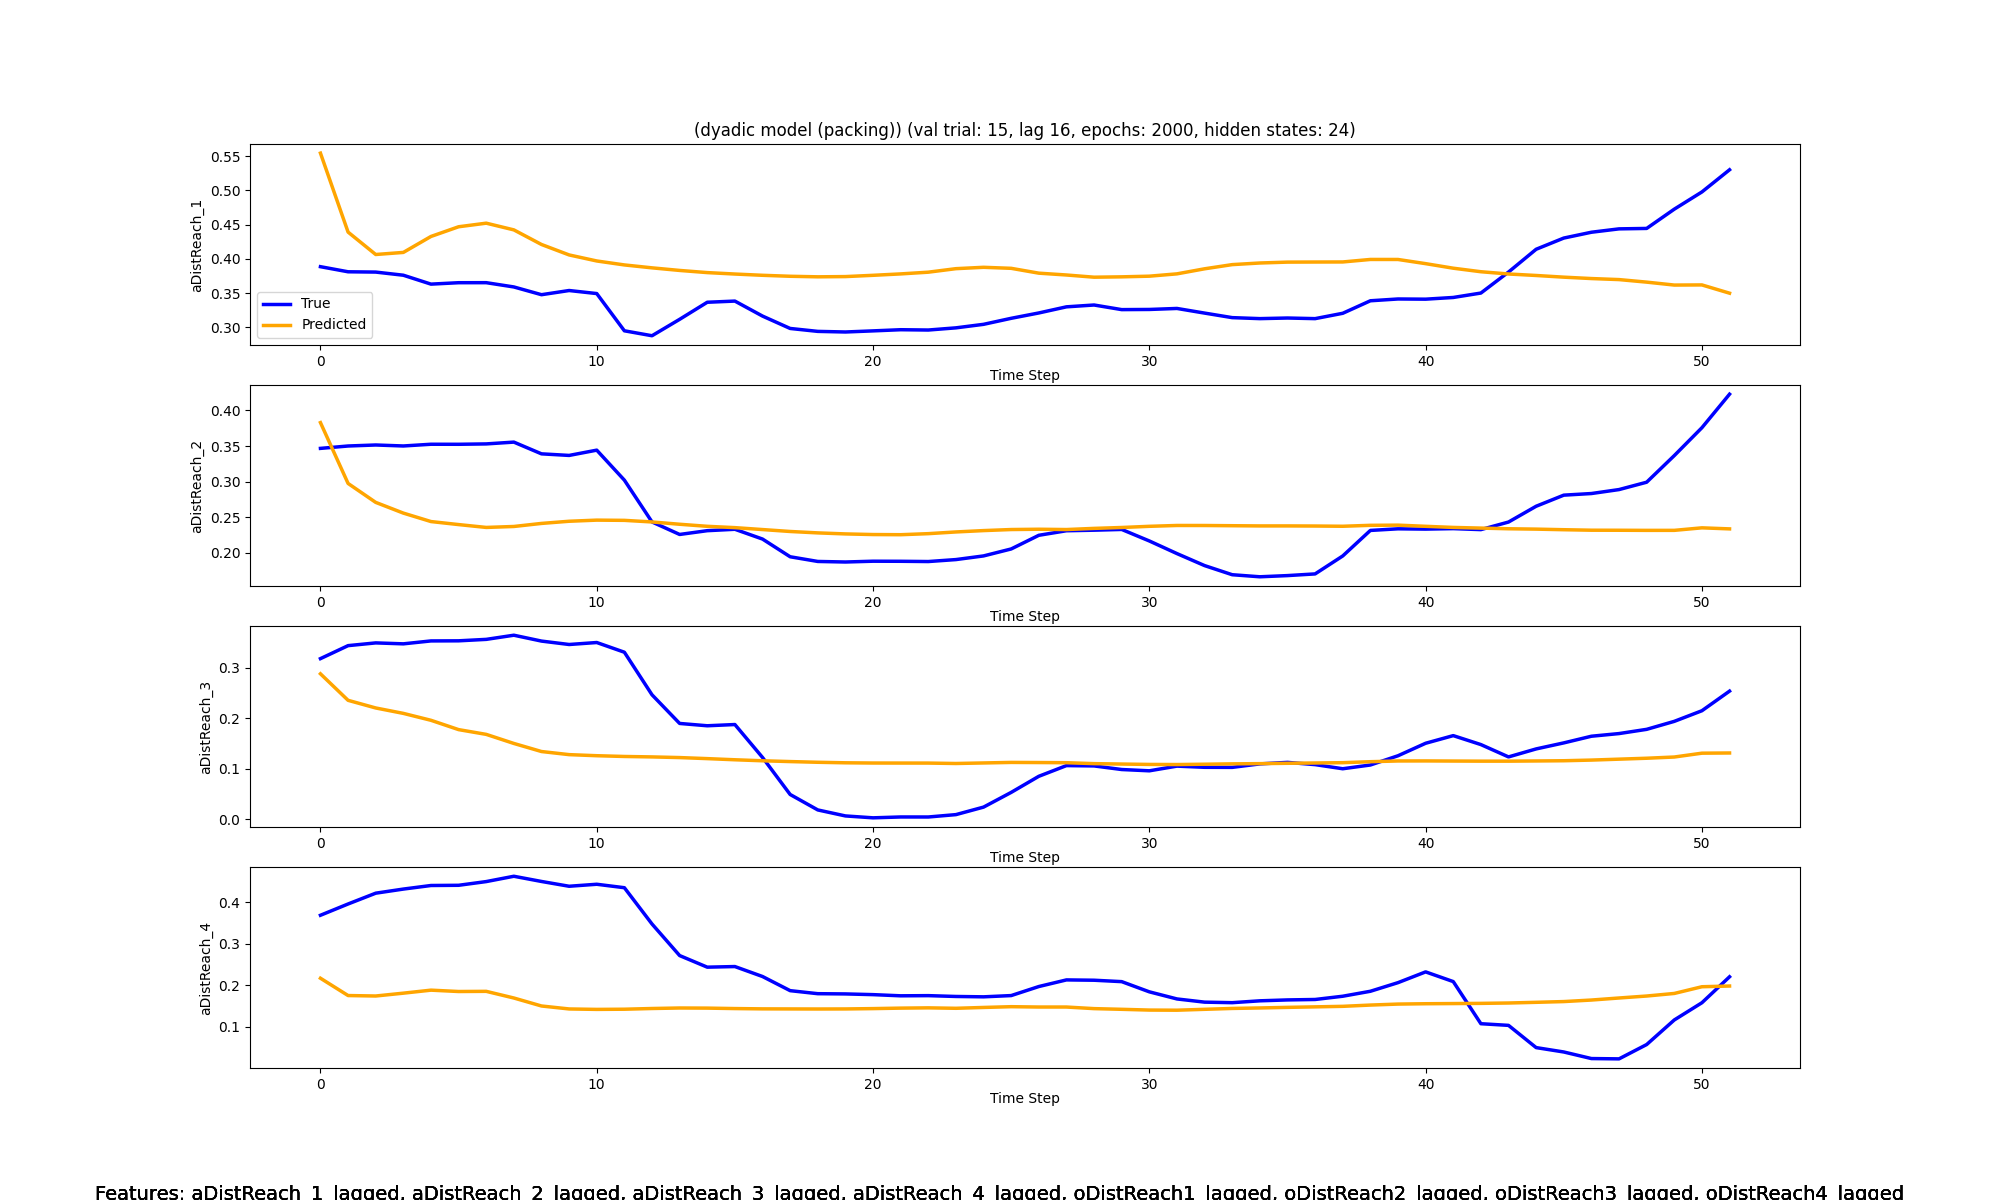 (dyadic model (packing)) (val trial: 15, lag 16, epochs: 2000, hidden states: 24)
0.55
0.50
0.45
0.40
0.35
0.30
aDistReach_1
True
Predicted
0 10 20 30 40 50
Time Step
0.40
0.35
0.30
0.25
0.20
aDistReach_2
0 10 20 30 40 50
Time Step
0.3
0.2
0.1
0.0
aDistReach_3
0 10 20 30 40 50
Time Step
0.4
0.3
0.2
0.1
aDistReach_4
0 10 20 30 40 50
Time Step
Features: aDistReach_1_lagged, aDistReach_2_lagged, aDistReach_3_lagged, aDistReach_4_lagged, oDistReach1_lagged, oDistReach2_lagged, oDistReach3_lagged, oDistReach4_lagged